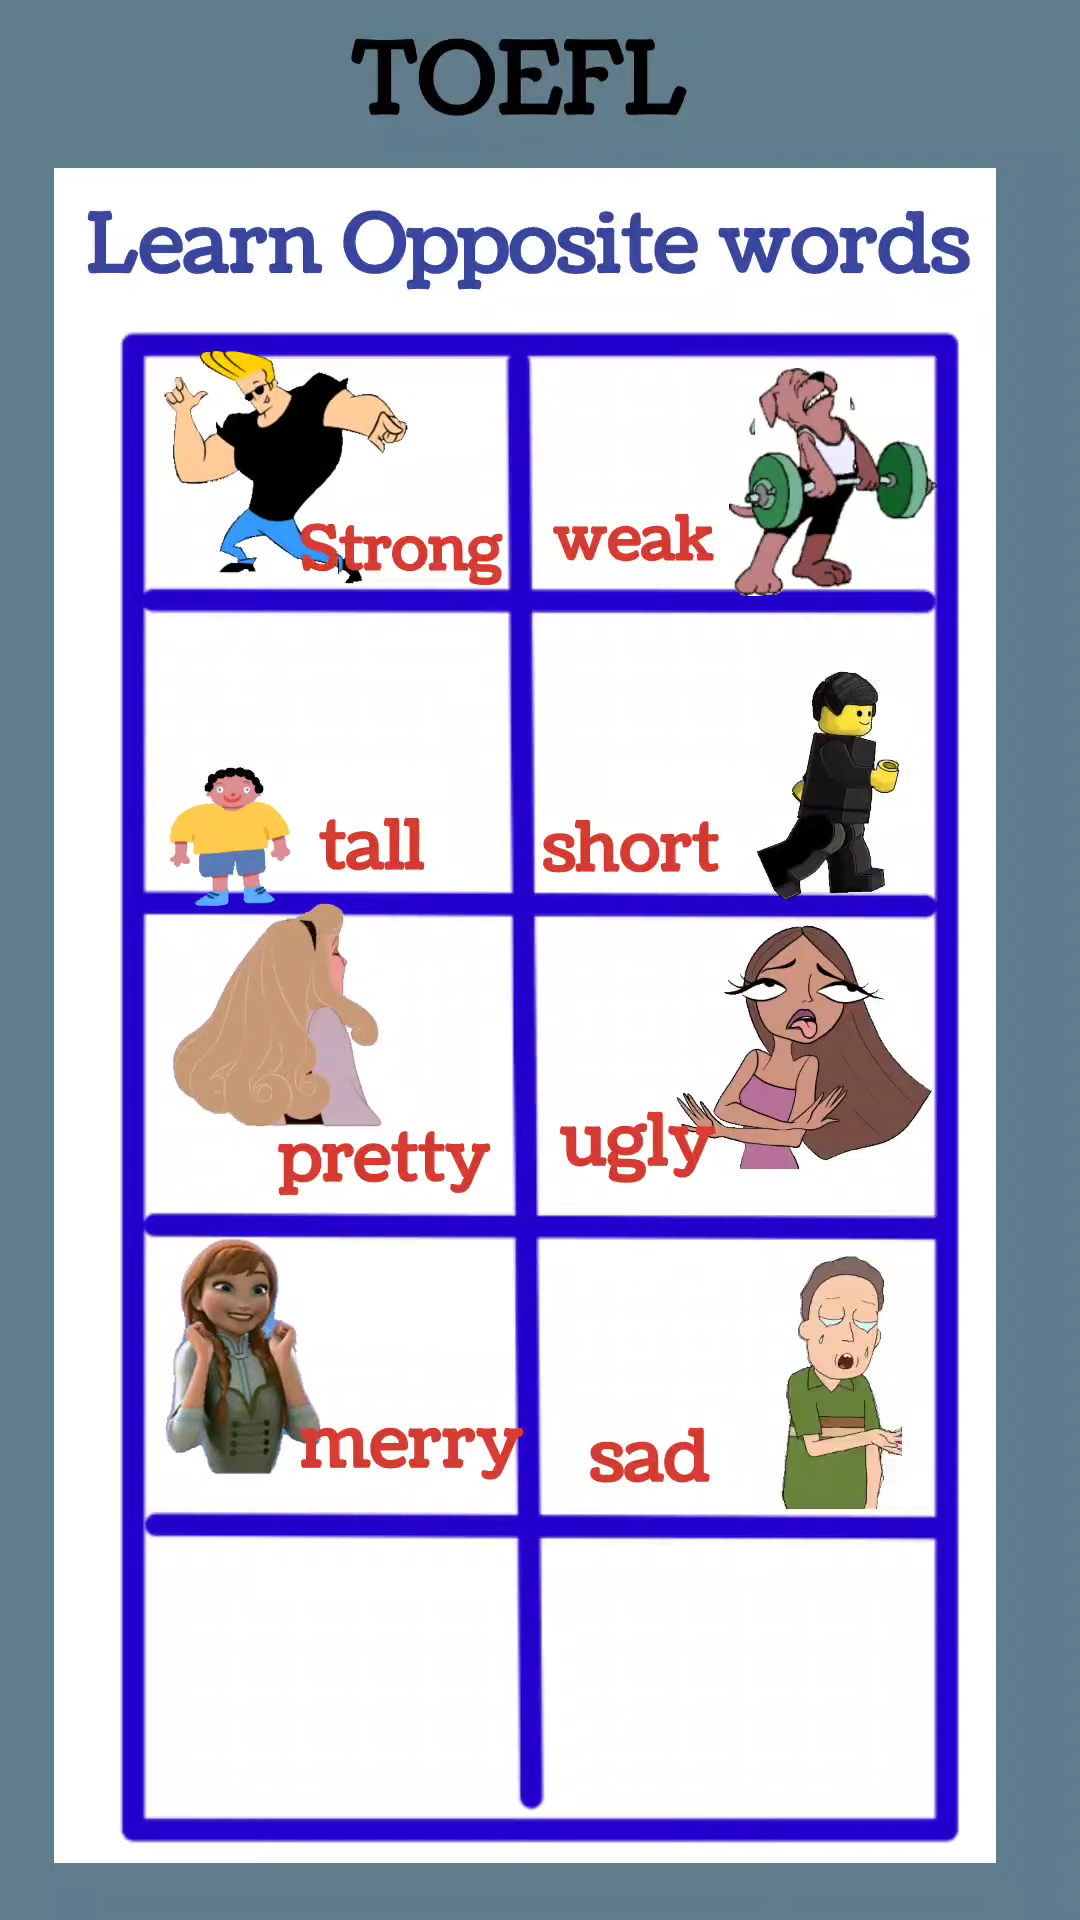 TOEFL
Learn Opposite words
Strong weak
tall short
pretty ugly
merry sad